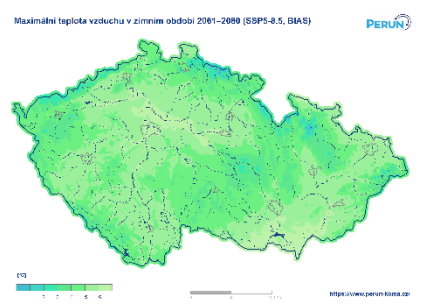 Maximální teplota vzduchu v zimním období 2061–2080 (SSP5-8.5, BIAS)
PERUN
[°C]
https://www.perun-klima.cz/